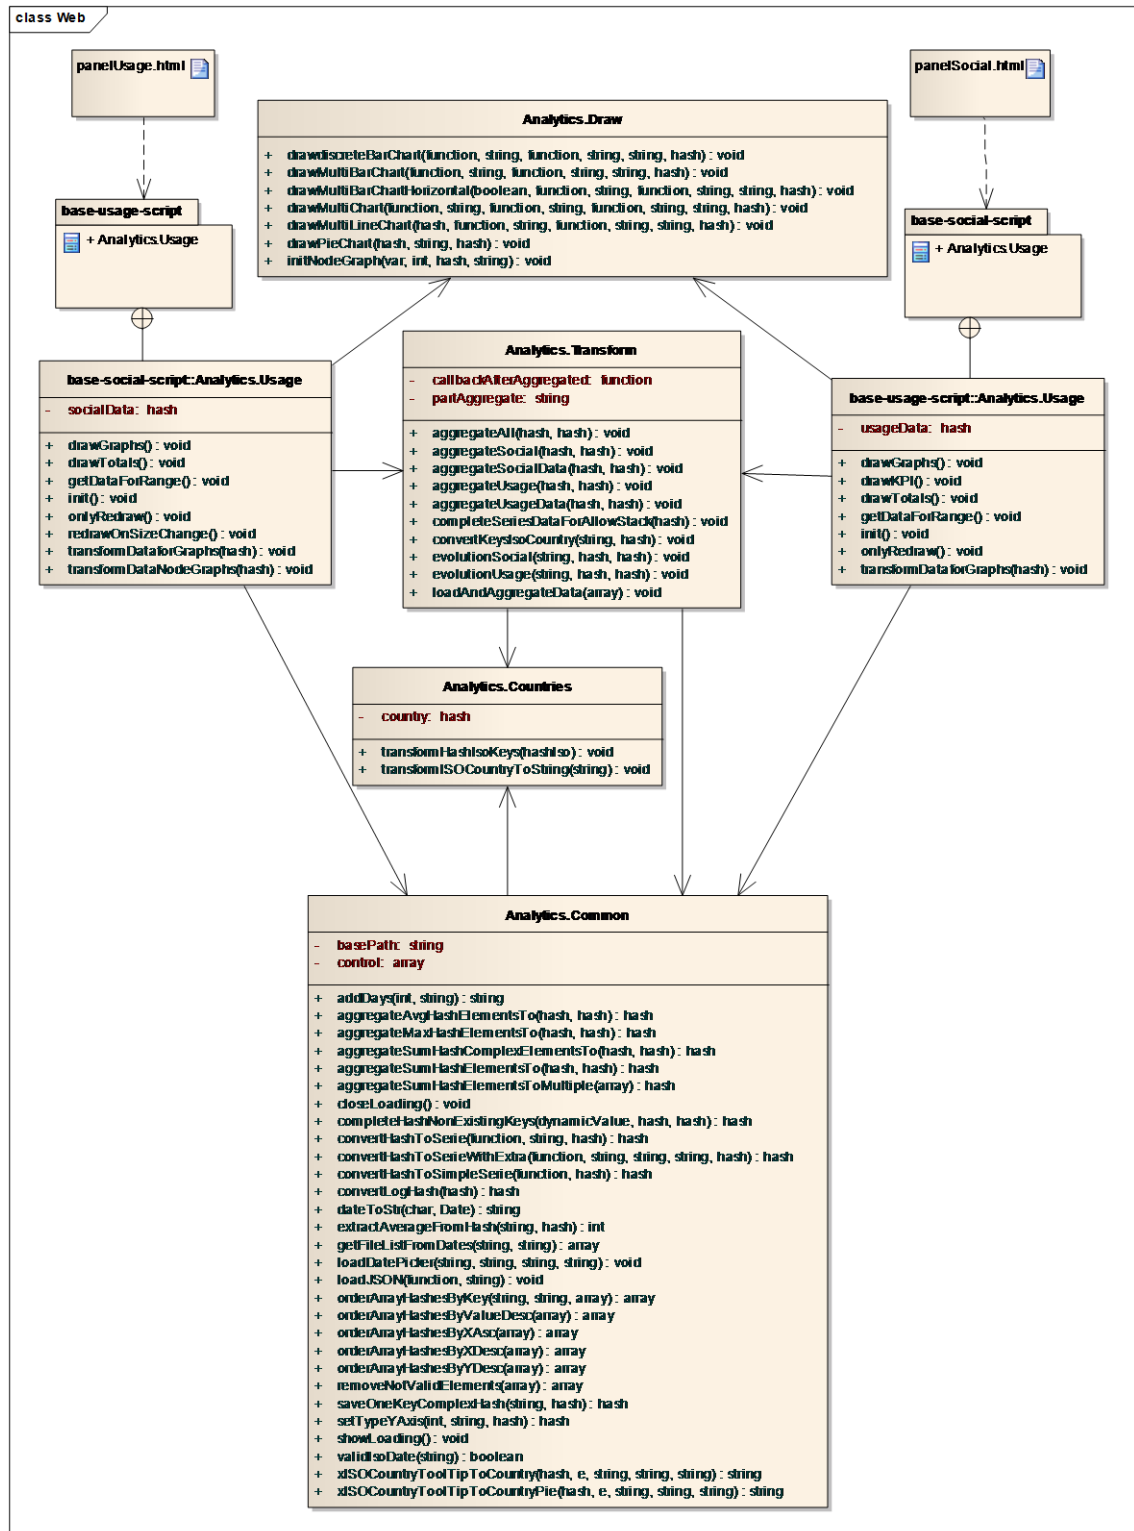 class Web
panelUsage.html
panelSocial.html
Analytics.Draw
+ drawdiscreteBarChart(function, string, function, string, string, hash) : void
+ drawMultiBarChart(function, string, function, string, string, hash) : void
+ drawMultiBarChartHorizontal(boolean, function, string, function, string, string, hash) : void
+ drawMultiChart(function, string, function, string, function, string, string, hash) : void
+ drawMultiLineChart(hash, function, string, function, string, string, hash) : void
+ drawPieChart(hash, string, hash) : void
+ initNodeGraph(var, int, hash, string) : void
base-usage-script
+ Analytics.Usage
base-social-script
+ Analytics.Usage
base-social-script::Analytics.Usage
- socialData: hash
+ drawGraphs() : void
+ drawTotals() : void
+ getDataForRange() : void
+ init() : void
+ onlyRedraw() : void
+ redrawOnSizeChange() : void
+ transformDataforGraphs(hash) : void
+ transformDataNodeGraphs(hash) : void
Analytics.Transform
- callbackAfterAggregated: function
- partAggregate: string
+ aggregateAll(hash, hash) : void
+ aggregateSocial(hash, hash) : void
+ aggregateSocialData(hash, hash) : void
+ aggregateUsage(hash, hash) : void
+ aggregateUsageData(hash, hash) : void
+ completeSeriesDataForAllowStack(hash) : void
+ convertKeysIsoCountry(string, hash) : void
+ evolutionSocial(string, hash, hash) : void
+ evolutionUsage(string, hash, hash) : void
+ loadAndAggregateData(array) : void
base-usage-script::Analytics.Usage
- usageData: hash
+ drawGraphs() : void
+ drawKPI() : void
+ drawTotals() : void
+ getDataForRange() : void
+ init() : void
+ onlyRedraw() : void
+ transformDataforGraphs(hash) : void
Analytics.Countries
- country: hash
+ transformHashIsoKeys(hashIso) : void
+ transformISOCountryToString(string) : void
Analytics.Common
- basePath: string
- control: array
+ addDays(int, string) : string
+ aggregateAvgHashElementsTo(hash, hash) : hash
+ aggregateMaxHashElementsTo(hash, hash) : hash
+ aggregateSumHashComplexElementsTo(hash, hash) : hash
+ aggregateSumHashElementsTo(hash, hash) : hash
+ aggregateSumHashElementsToMultiple(array) : hash
+ closeLoading() : void
+ completeHashNonExistingKeys(dynamicValue, hash, hash) : hash
+ convertHashToSerie(function, string, hash) : hash
+ convertHashToSerieWithExtra(function, string, string, string, hash) : hash
+ convertHashToSimpleSerie(function, hash) : hash
+ convertLogHash(hash) : hash
+ dateToStr(char, Date) : string
+ extractAverageFromHash(string, hash) : int
+ getFileListFromDates(string, string) : array
+ loadDatePicker(string, string, string, string) : void
+ loadJSON(function, string) : void
+ orderArrayHashesByKey(string, string, array) : array
+ orderArrayHashesByValueDesc(array) : array
+ orderArrayHashesByXAsc(array) : array
+ orderArrayHashesByXDesc(array) : array
+ orderArrayHashesByYDesc(array) : array
+ removeNotValidElements(array) : array
+ saveOneKeyComplexHash(string, hash) : hash
+ setTypeYAxis(int, string, hash) : hash
+ showLoading() : void
+ validIsoDate(string) : boolean
+ xISOCountryToolTipToCountry(hash, e, string, string, string) : string
+ xISOCountryToolTipToCountryPie(hash, e, string, string, string) : string